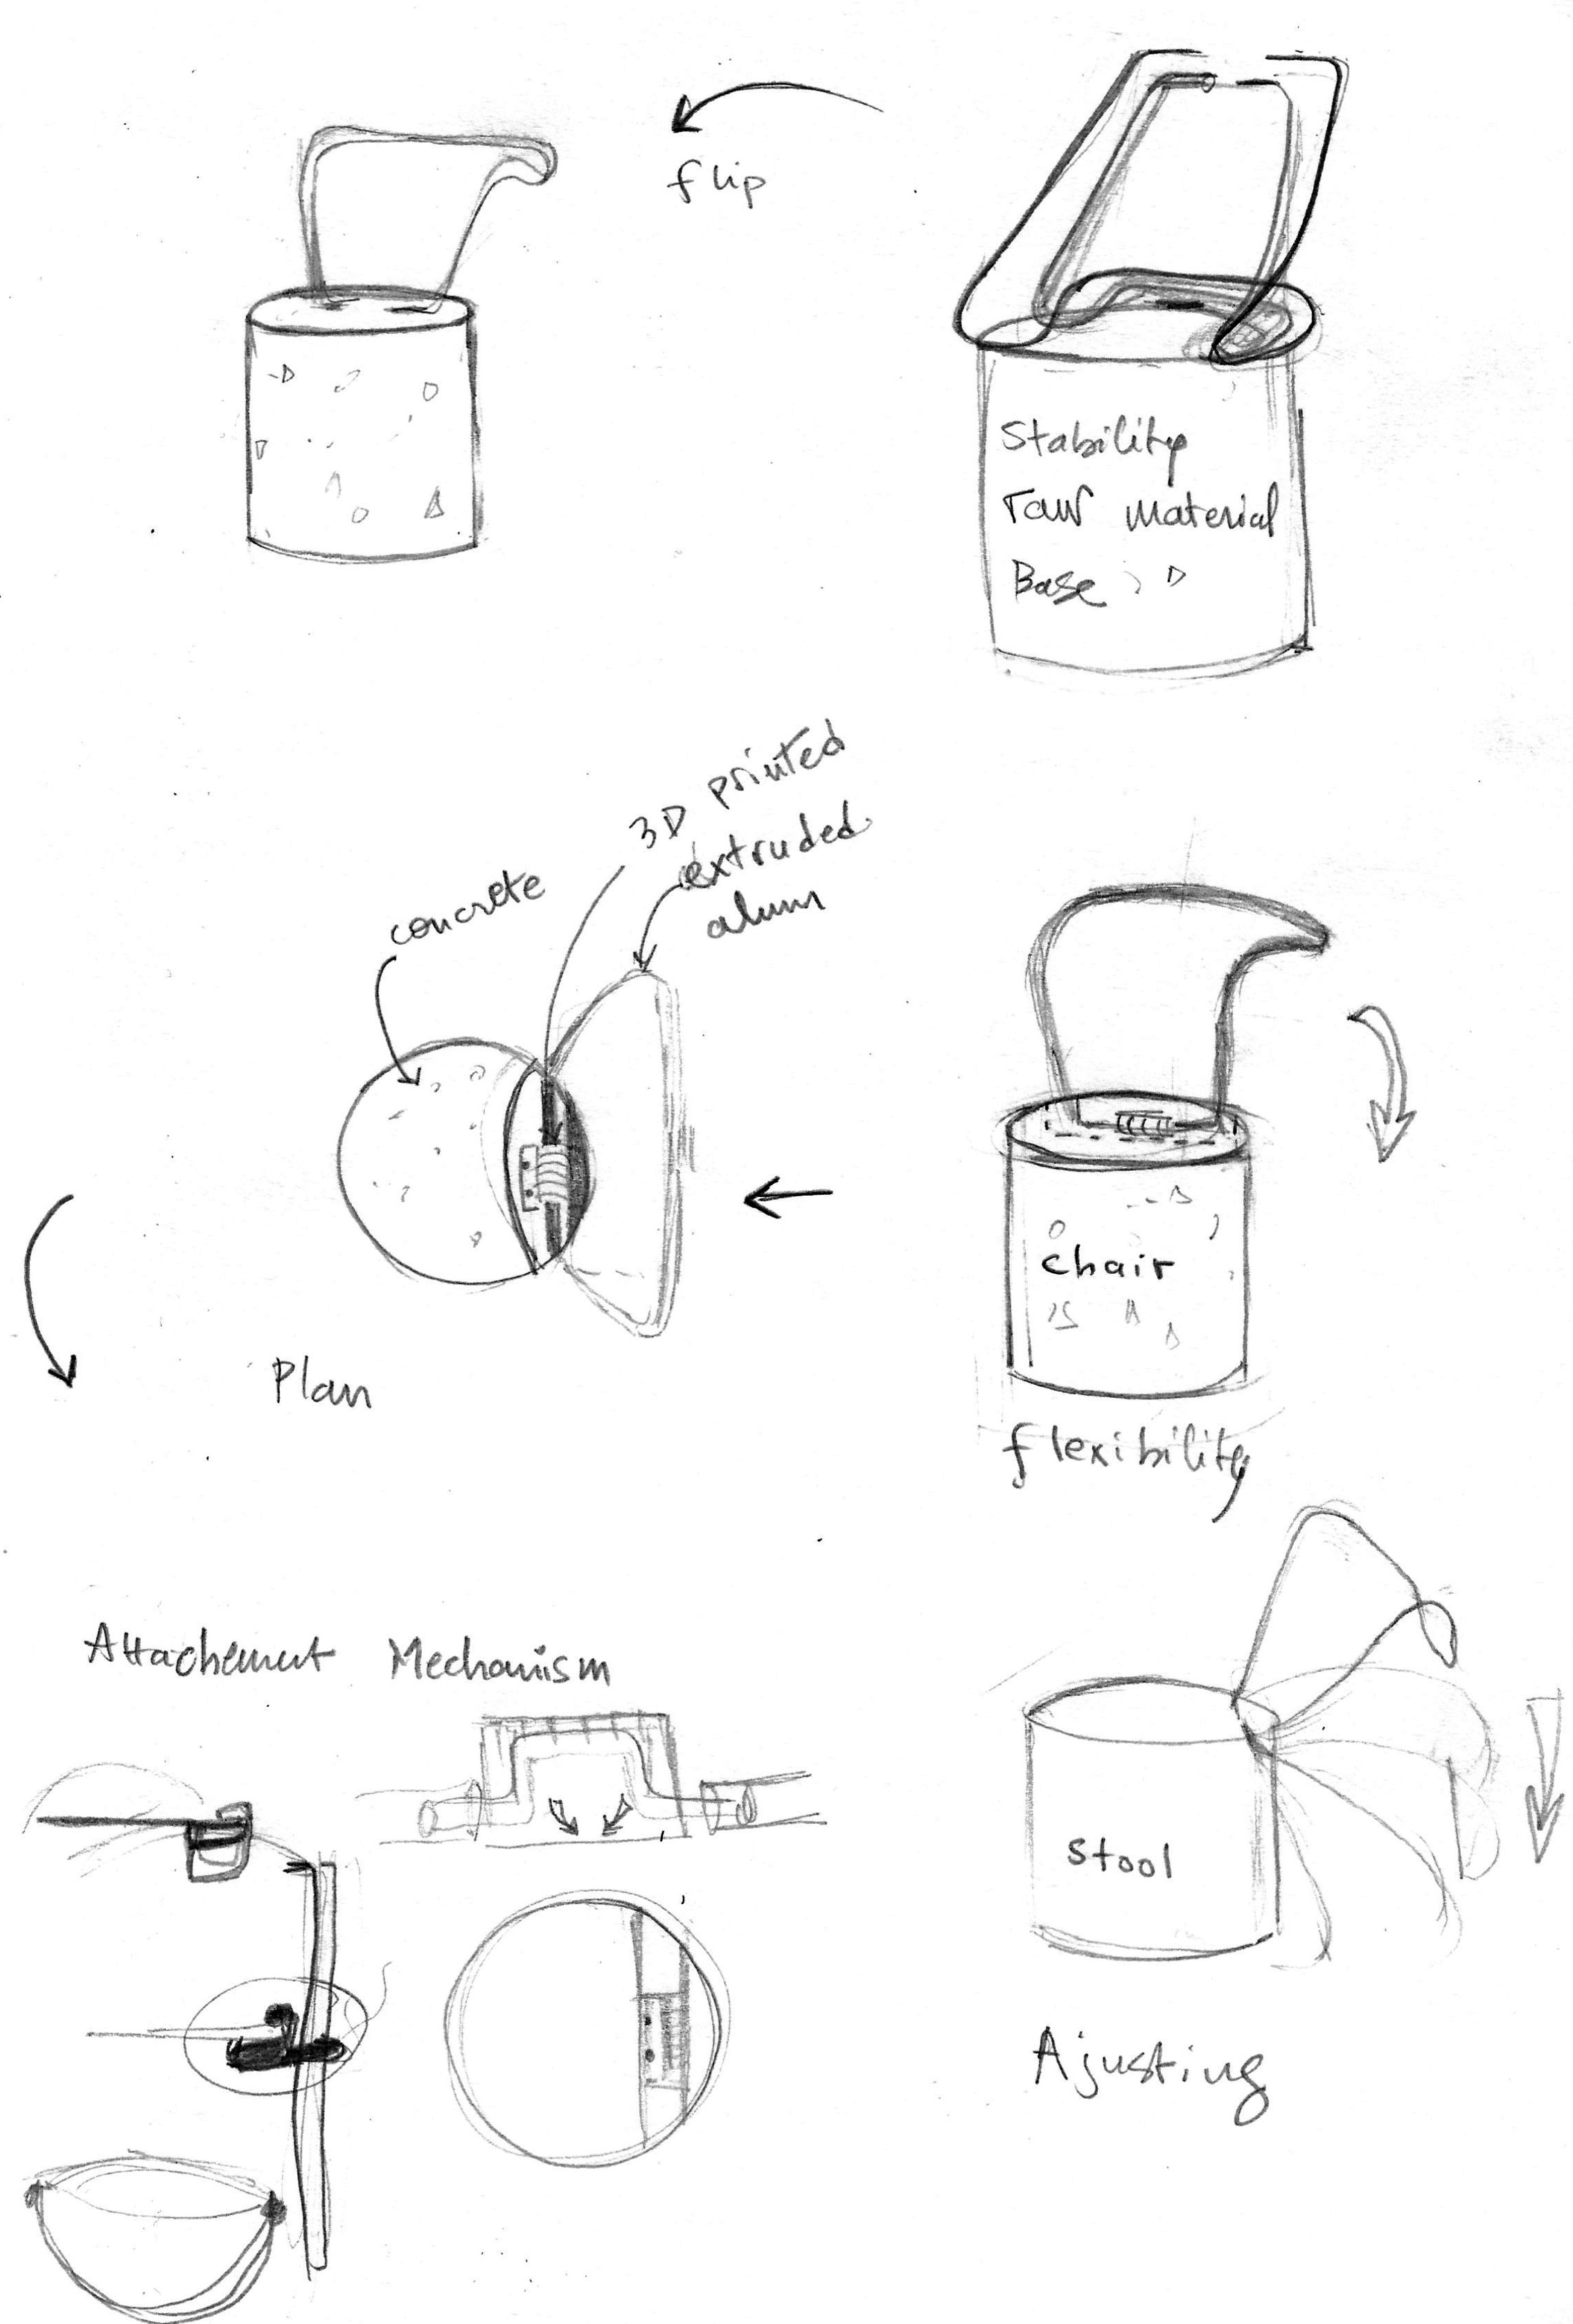 flip
Stability
raw material
Base
3D printed
extruded
alum
concrete
Plan
chair
flexibility
Attachement Mechanism
stool
Ajusting